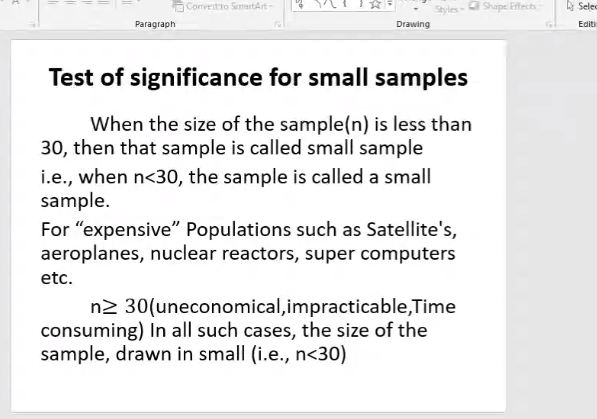 Convert to SmartArt
Styles
Shape Effects
Selec
Paragraph
Drawing
Editi
Test of significance for small samples
When the size of the sample(n) is less than
30, then that sample is called small sample
i.e., when n<30, the sample is called a small
sample.
For “expensive” Populations such as Satellite's,
aeroplanes, nuclear reactors, super computers
etc.
n≥ 30(uneconomical,impracticable,Time
consuming) In all such cases, the size of the
sample, drawn in small (i.e., n<30)